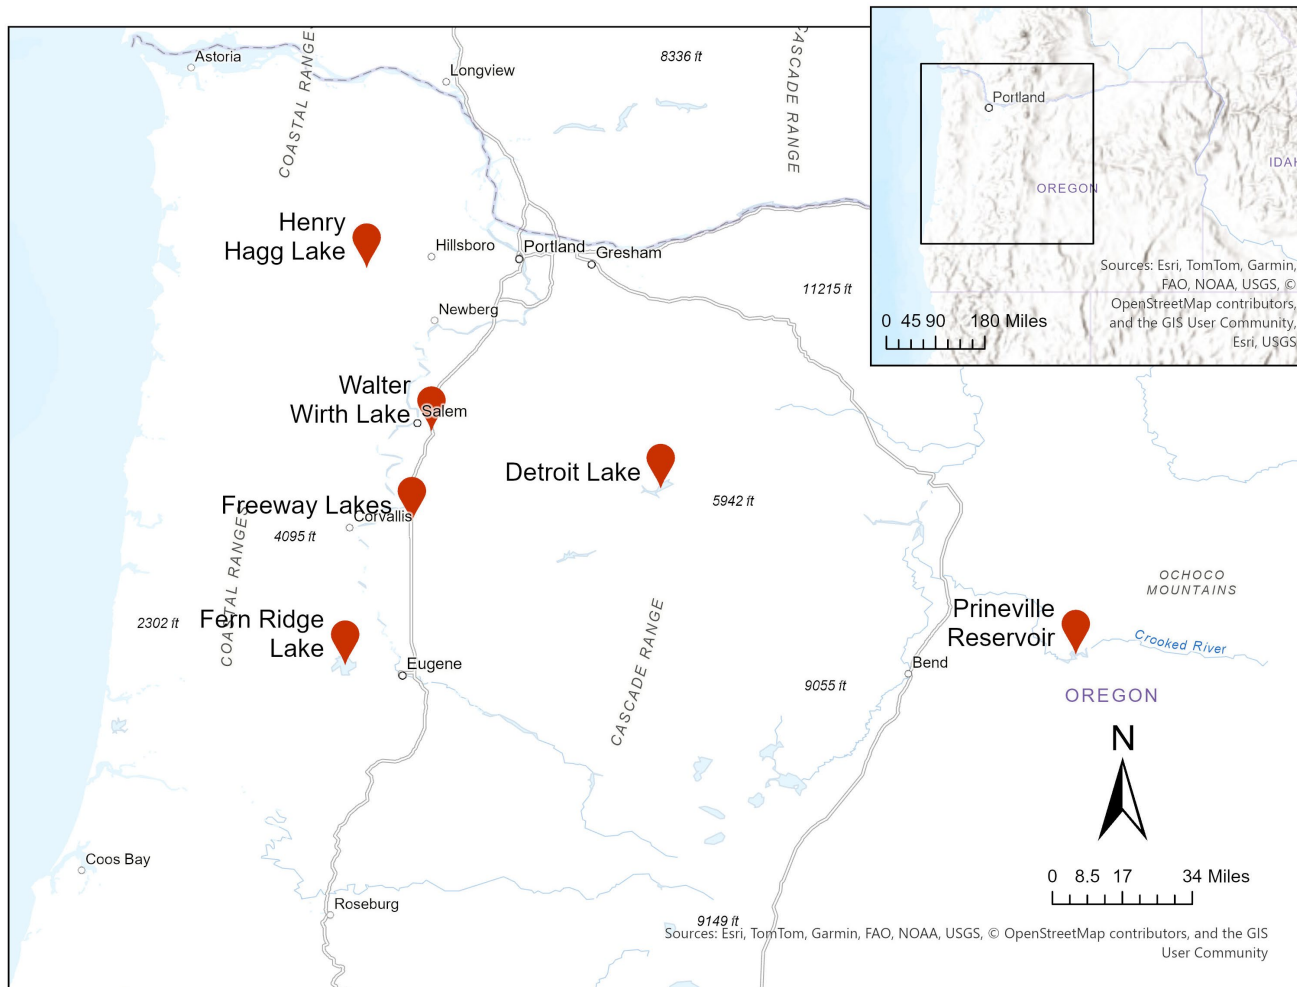 Astoria
COASTAL RANGES
Longview
8336 ft
CASCADE RANGE
Portland
OREGON
IDAH
Sources: Esri, TomTom, Garmin,
FAO, NOAA, USGS, ©
OpenStreetMap contributors,
and the GIS User Community,
Esri, USGS
0 45 90 180 Miles
Henry
Hagg Lake
Hillsboro
Portland
Gresham
11215 ft
Newberg
Walter
Wirth Lake
Salem
Detroit Lake
5942 ft
Freeway Lakes
Corvallis
4095 ft
COASTAL RANGES
2302 ft
Fern Ridge
Lake
Eugene
CASCADE RANGE
9055 ft
Bend
Prineville
Reservoir
OCHOCO
MOUNTAINS
Crooked River
OREGON
N
0 8.5 17 34 Miles
Coos Bay
Roseburg
9149 ft
Sources: Esri, TomTom, Garmin, FAO, NOAA, USGS, © OpenStreetMap contributors, and the GIS
User Community